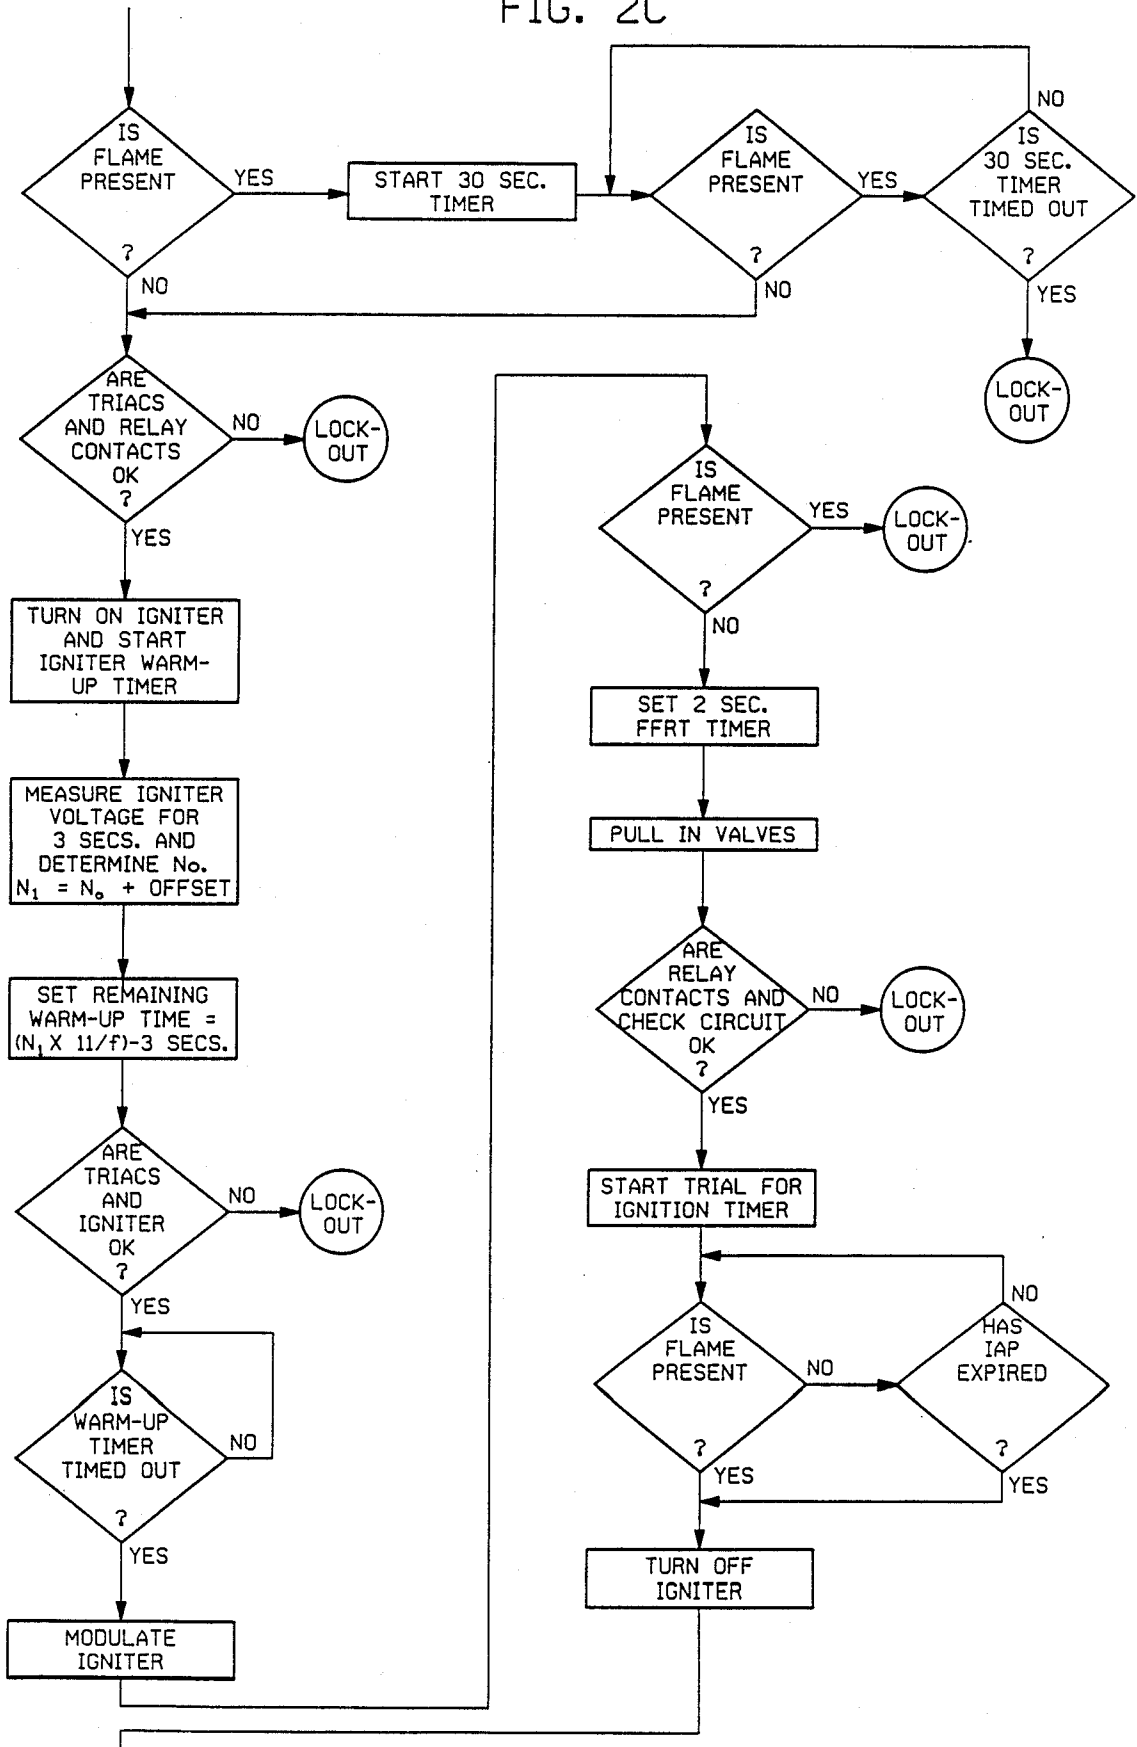 FIG. 2C
IS
FLAME
PRESENT
?
YES
NO
START 30 SEC.
TIMER
IS
FLAME
PRESENT
?
YES
NO
IS
30 SEC.
TIMER
TIMED OUT
?
NO
YES
LOCK-
OUT
ARE
TRIACS
AND RELAY
CONTACTS
OK
?
NO
LOCK-
OUT
YES
TURN ON IGNITER
AND START
IGNITER WARM-
UP TIMER
MEASURE IGNITER
VOLTAGE FOR
3 SECS. AND
DETERMINE No.
N₁ = Nₒ + OFFSET
SET REMAINING
WARM-UP TIME =
(N₁ X 11/f)-3 SECS.
ARE
TRIACS
AND
IGNITER
OK
?
NO
LOCK-
OUT
YES
IS
WARM-UP
TIMER
TIMED OUT
?
NO
YES
MODULATE
IGNITER
IS
FLAME
PRESENT
?
YES
LOCK-
OUT
NO
SET 2 SEC.
FFRT TIMER
PULL IN VALVES
ARE
RELAY
CONTACTS AND
CHECK CIRCUIT
OK
?
NO
LOCK-
OUT
YES
START TRIAL FOR
IGNITION TIMER
IS
FLAME
PRESENT
?
NO
YES
HAS
IAP
EXPIRED
?
NO
YES
TURN OFF
IGNITER